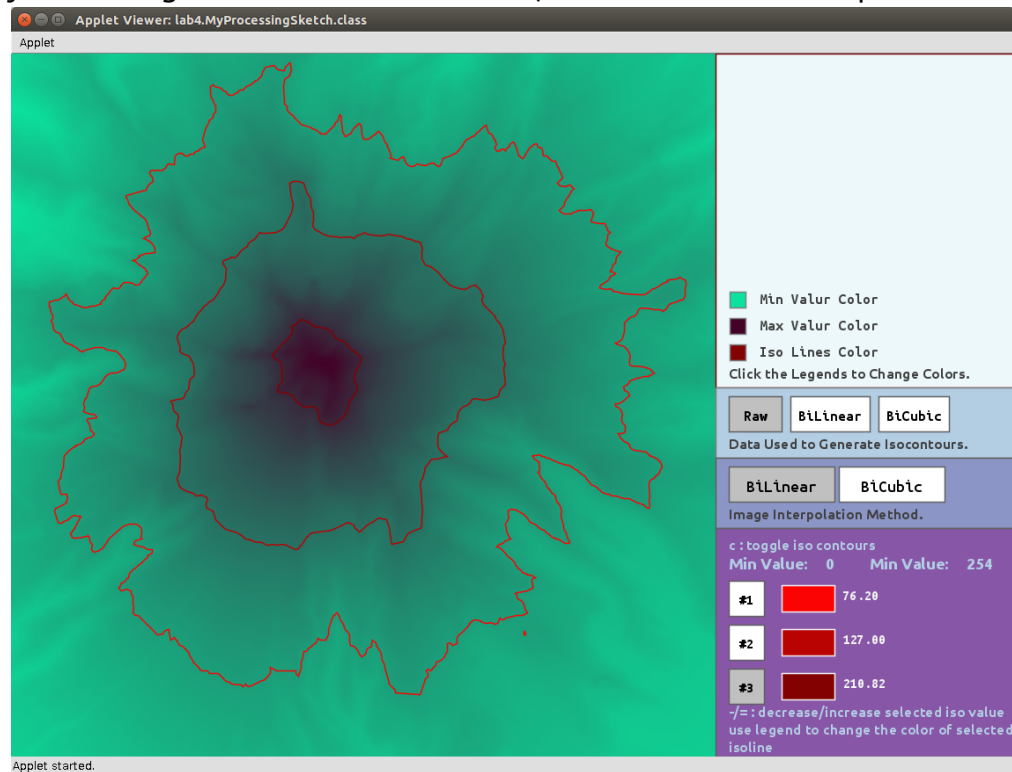 Applet Viewer: lab4.MyProcessingSketch.class
Applet
Min Valur Color
Max Valur Color
Iso Lines Color
Click the Legends to Change Colors.
Raw BiLinear BiCubic
Data Used to Generate Isocontours.
BiLinear BiCubic
Image Interpolation Method.
c : toggle iso contours
Min Value: 0 Min Value: 254
#1 76.20
#2 127.00
#3 210.82
-/= : decrease/increase selected iso value
use legend to change the color of selected
isoline
Applet started.